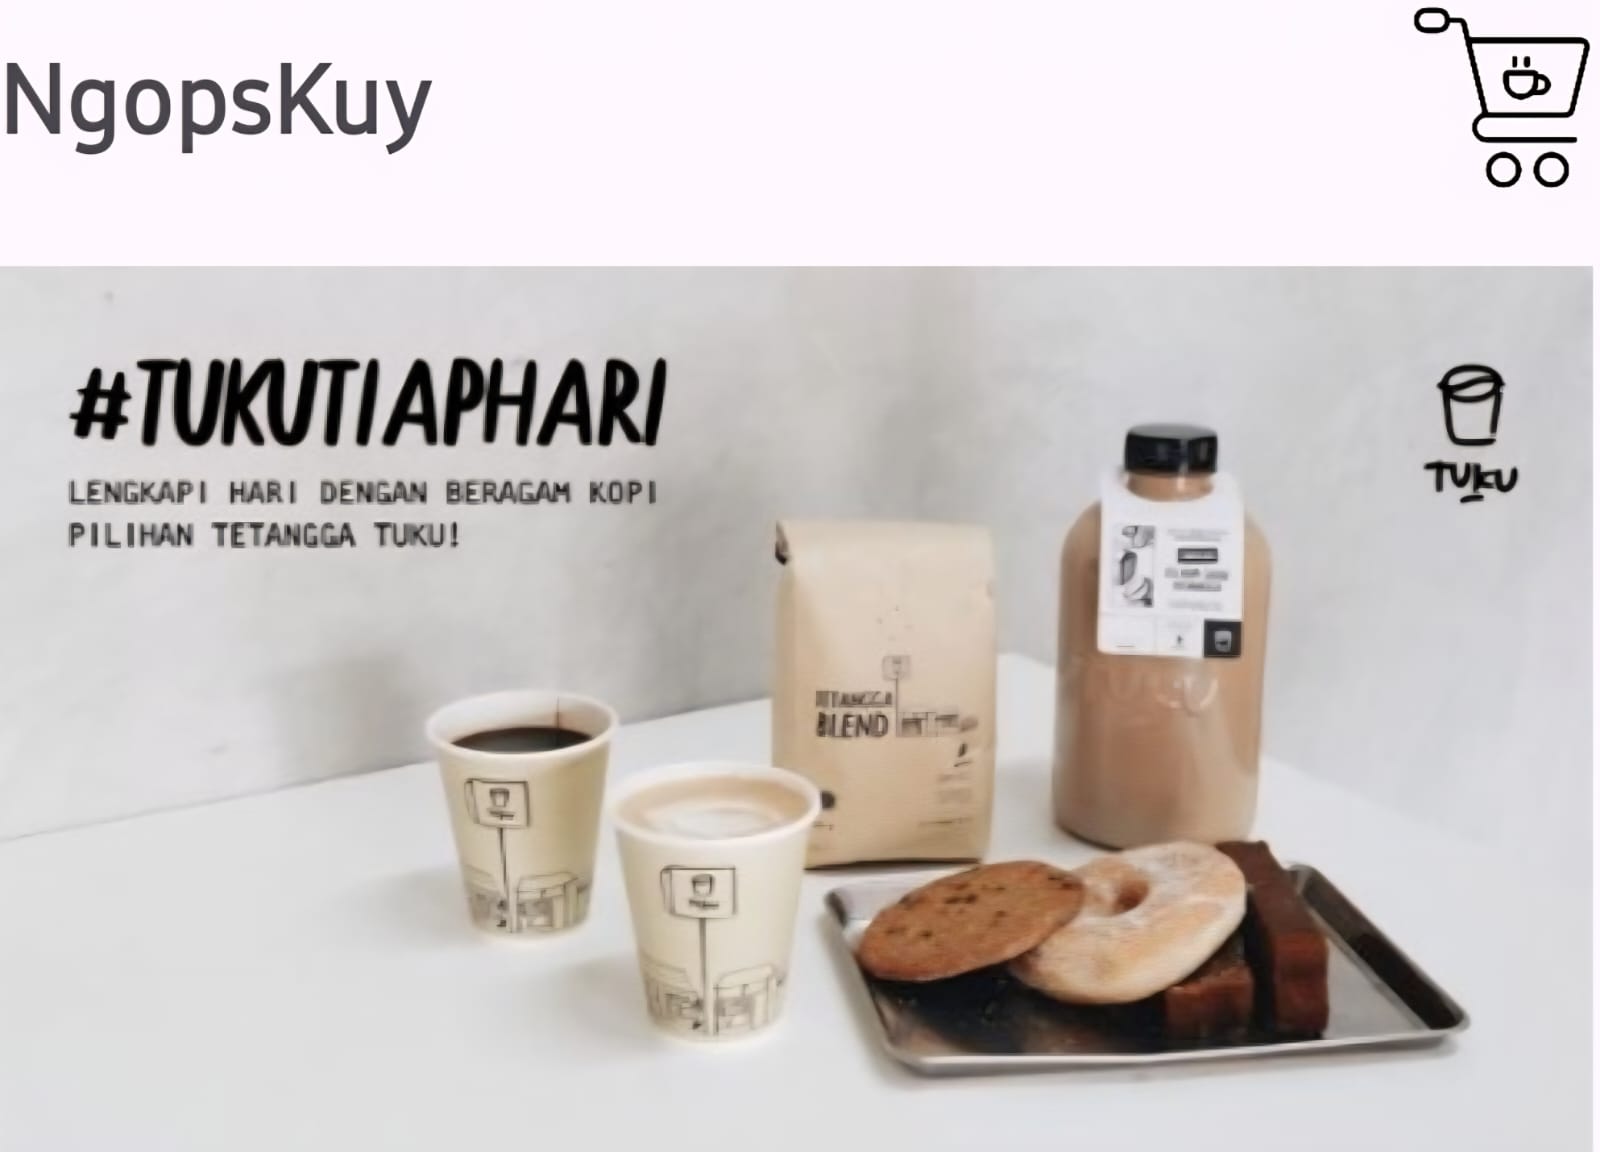 NgopsKuy
#TUKUTIAPHARI
LENGKAPI HARI DENGAN BERAGAM KOPI
PILIHAN TETANGGA TUKU!
TUKU
TETANGGA
BLEND